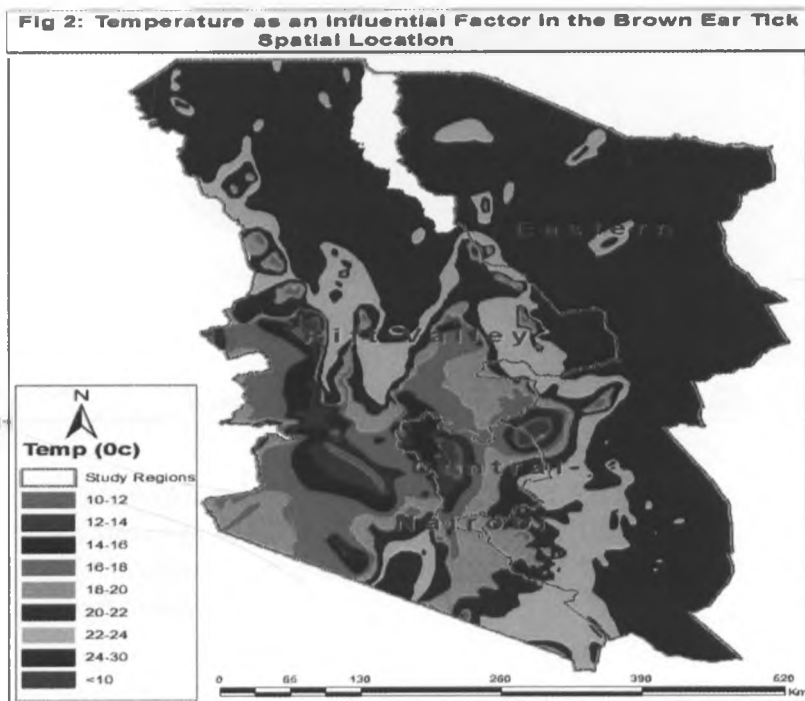 Fig 2: Temperature as an Influential Factor in the Brown Ear Tick
Spatial Location
Eastern
Rift Valley
Central
Nairobi
N
Temp (0c)
Study Regions
10-12
12-14
14-16
16-18
18-20
20-22
22-24
24-30
<10
0 65 130 260 390 520
Km